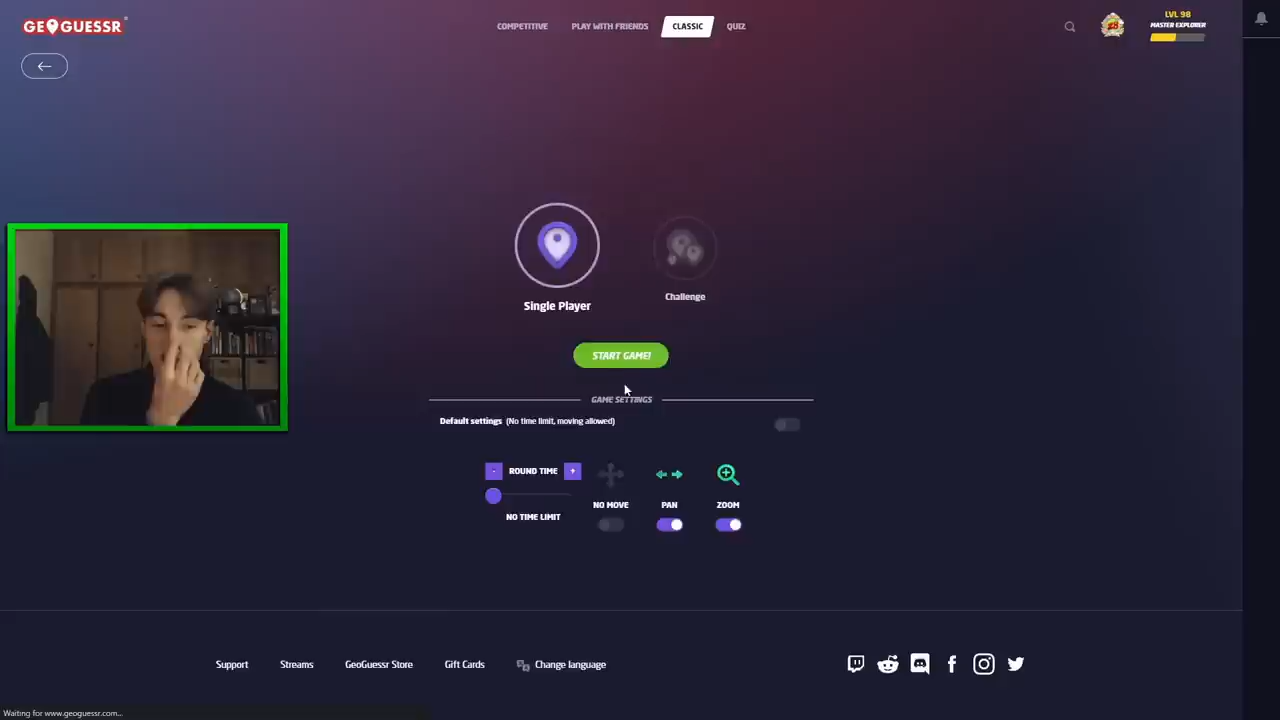 GEOGUESSR
COMPETITIVE
PLAY WITH FRIENDS
CLASSIC
QUIZ
LVL 98
MASTER EXPLORER
Single Player
Challenge
START GAME!
GAME SETTINGS
Default settings (No time limit, moving allowed)
- ROUND TIME +
NO TIME LIMIT
NO MOVE
PAN
ZOOM
Support
Streams
GeoGuessr Store
Gift Cards
Change language
Waiting for www.geoguessr.com...